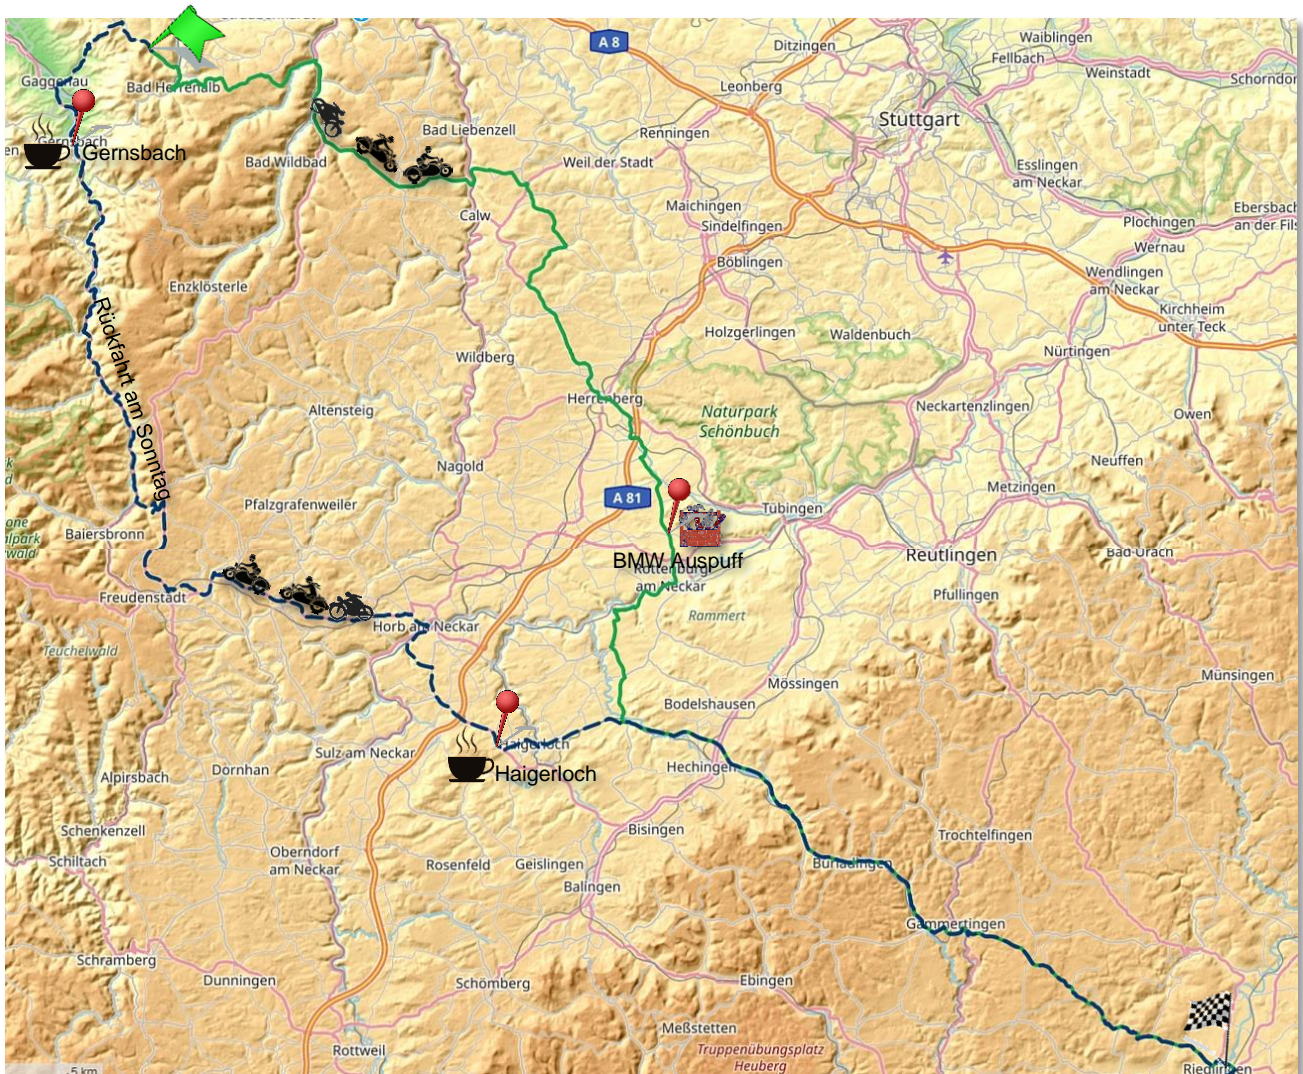 A 8
Ditzingen
Waiblingen
Fellbach
Weinstadt
Schorndor
Gaggenau
Bad Herrenalb
Leonberg
Stuttgart
Gernsbach
Gernsbach
Bad Liebenzell
Renningen
Bad Wildbad
Weil der Stadt
Esslingen
am Neckar
Calw
Maichingen
Sindelfingen
Plochingen
Ebersbach
an der Fils
Wernau
Böblingen
Wendlingen
am Neckar
Enzklösterle
Kirchheim
unter Teck
Holzgerlingen
Waldenbuch
Nürtingen
Wildberg
Rückfahrt am Sonntag
Herrenberg
Altensteig
Naturpark
Schönbuch
Neckartenzlingen
Owen
Nagold
Neuffen
A 81
Metzingen
Pfalzgrafenweiler
Tübingen
Baiersbronn
BMW Auspuff
Rottenburg
am Neckar
Reutlingen
Bad Urach
Freudenstadt
Pfullingen
Rammert
Horb am Neckar
Teuchelwald
Münsingen
Mössingen
Bodelshausen
Haigerloch
Haigerloch
Sulz am Neckar
Hechingen
Dornhan
Alpirsbach
Schenkenzell
Bisingen
Trochtelfingen
Schiltach
Oberndorf
am Neckar
Rosenfeld
Geislingen
Burladingen
Balingen
Gammertingen
Schramberg
Dunningen
Schömberg
Ebingen
Meßstetten
Rottweil
Truppenübungsplatz
Heuberg
Riedlingen
5 km